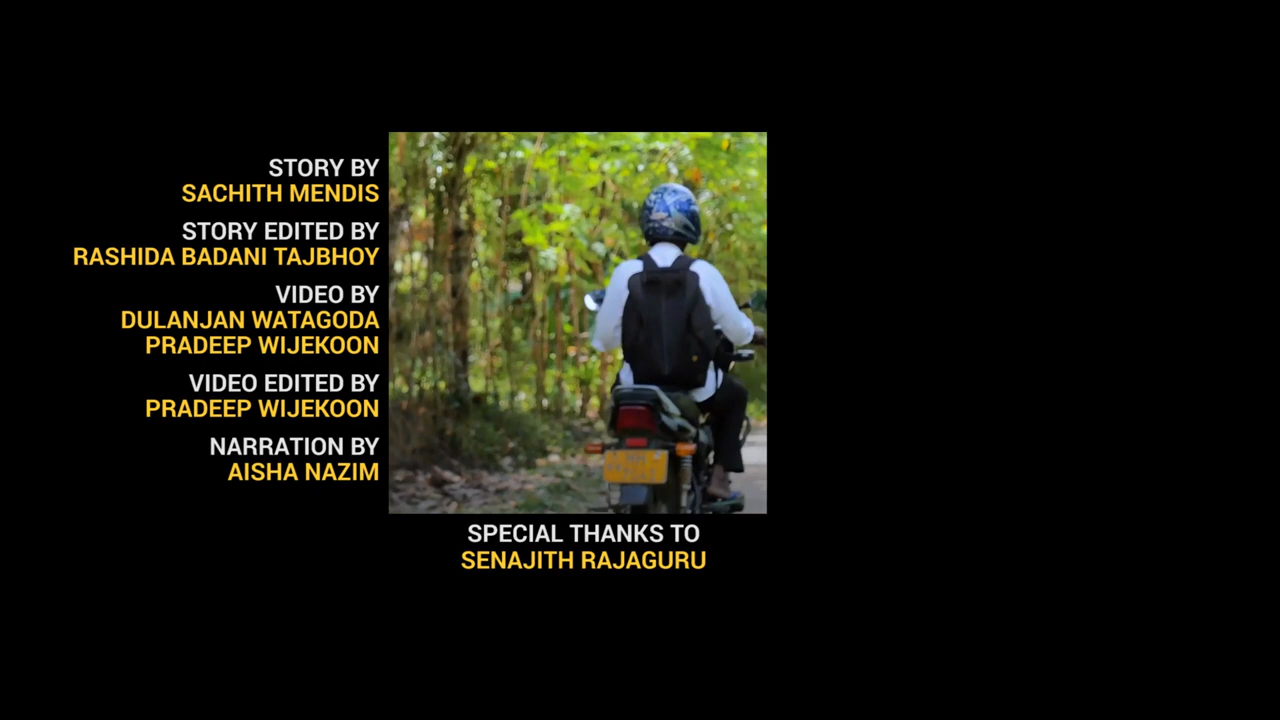 STORY BY
SACHITH MENDIS
STORY EDITED BY
RASHIDA BADANI TAJBHOY
VIDEO BY
DULANJAN WATAGODA
PRADEEP WIJEKOON
VIDEO EDITED BY
PRADEEP WIJEKOON
NARRATION BY
AISHA NAZIM
SPECIAL THANKS TO
SENAJITH RAJAGURU